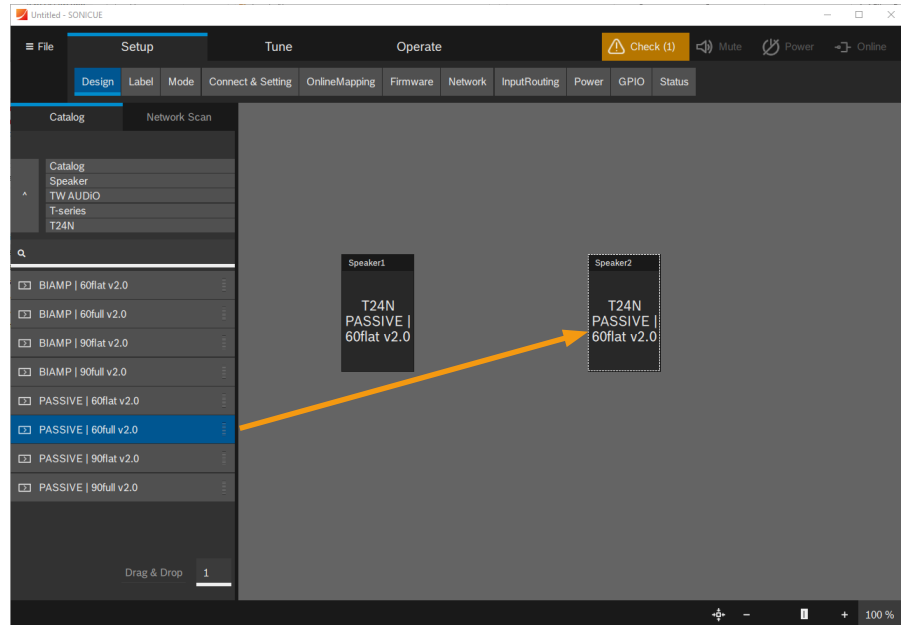 Untitled - SONICUE
≡ File Setup Tune Operate Check (1) Mute Power Online
Design Label Mode Connect & Setting OnlineMapping Firmware Network InputRouting Power GPIO Status
Catalog Network Scan
Catalog
Speaker
TW AUDiO
T-series
T24N
BIAMP | 60flat v2.0
BIAMP | 60full v2.0
BIAMP | 90flat v2.0
BIAMP | 90full v2.0
PASSIVE | 60flat v2.0
PASSIVE | 60full v2.0
PASSIVE | 90flat v2.0
PASSIVE | 90full v2.0
Drag & Drop 1
Speaker1
T24N
PASSIVE |
60flat v2.0
Speaker2
T24N
PASSIVE |
60flat v2.0
100 %